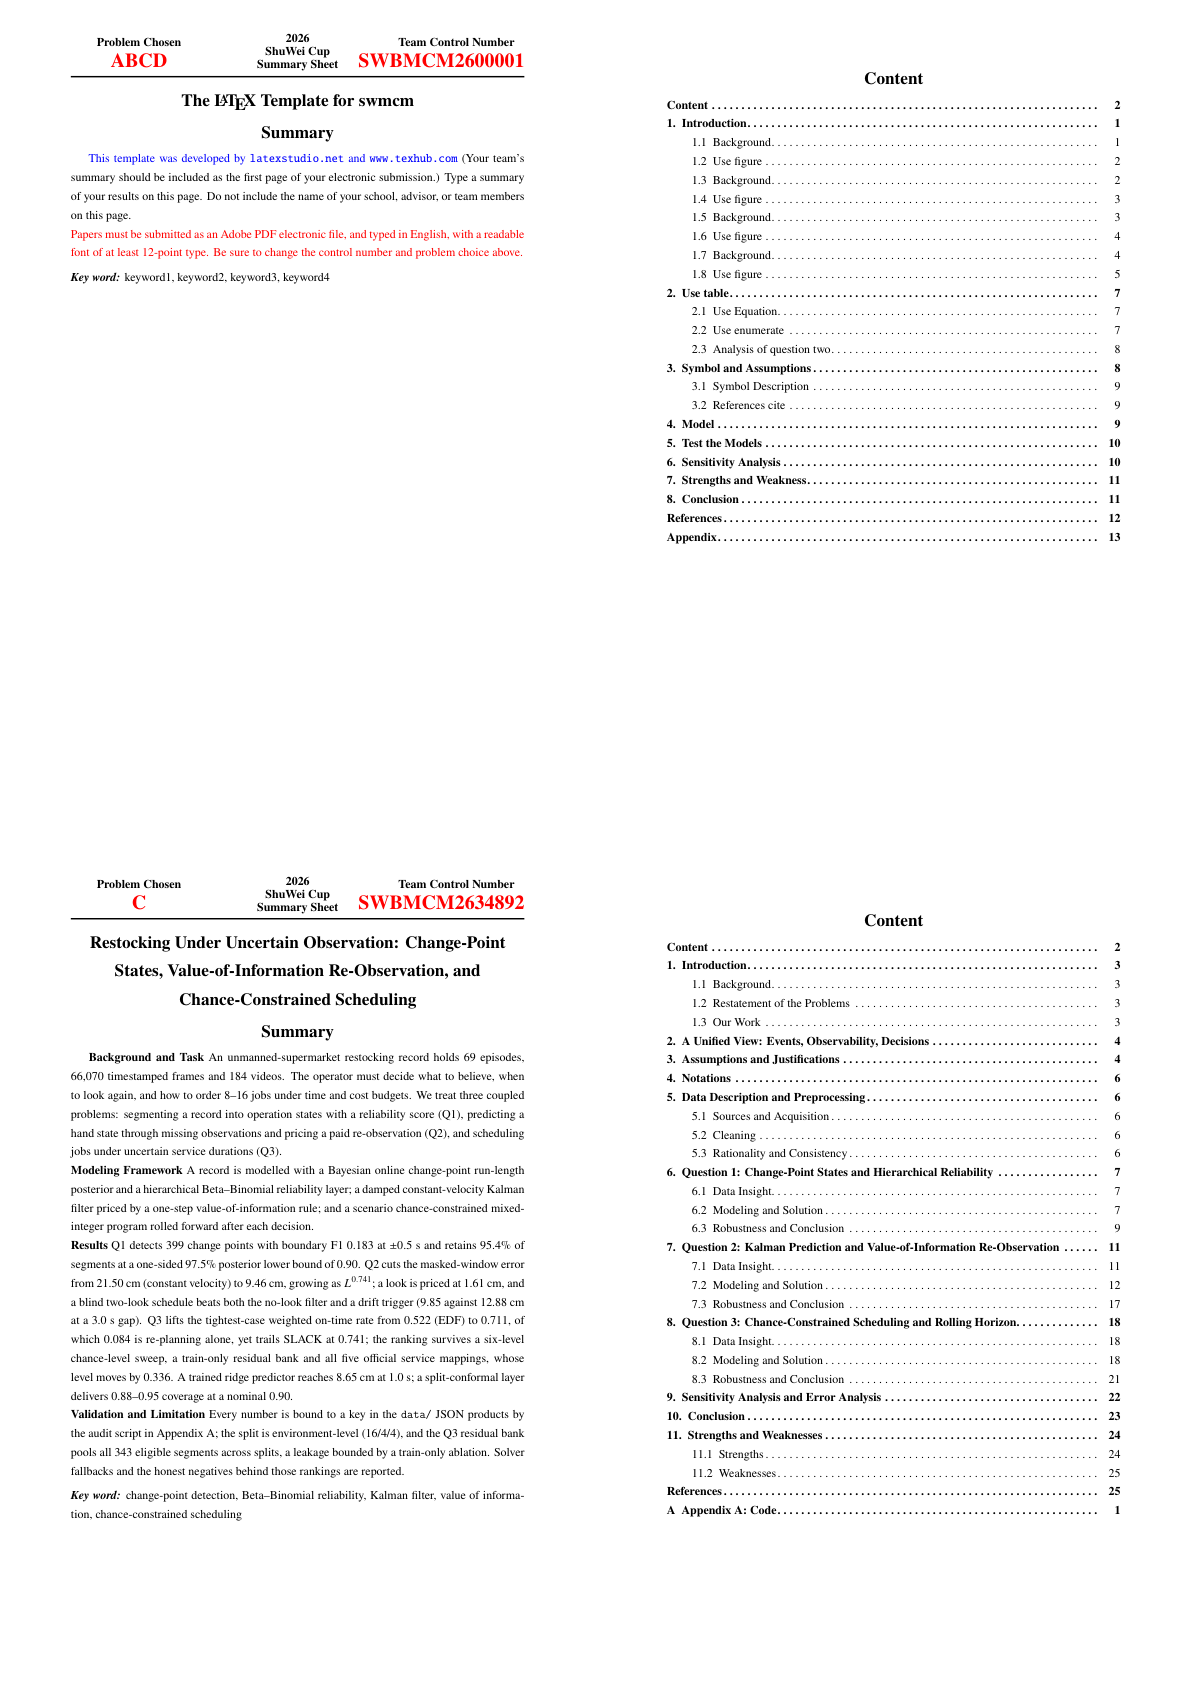 Problem Chosen
ABCD
2026
ShuWei Cup
Summary Sheet
Team Control Number
SWBMCM2600001
The LATEX Template for swmcm
Summary
This template was developed by latexstudio.net and www.texhub.com (Your team's
summary should be included as the first page of your electronic submission.) Type a summary
of your results on this page. Do not include the name of your school, advisor, or team members
on this page.
Papers must be submitted as an Adobe PDF electronic file, and typed in English, with a readable
font of at least 12-point type. Be sure to change the control number and problem choice above.
Key word: keyword1, keyword2, keyword3, keyword4
Content
Content 2
1. Introduction 1
1.1 Background 1
1.2 Use figure 2
1.3 Background 2
1.4 Use figure 3
1.5 Background 3
1.6 Use figure 4
1.7 Background 4
1.8 Use figure 5
2. Use table 7
2.1 Use Equation 7
2.2 Use enumerate 7
2.3 Analysis of question two 8
3. Symbol and Assumptions 8
3.1 Symbol Description 9
3.2 References cite 9
4. Model 9
5. Test the Models 10
6. Sensitivity Analysis 10
7. Strengths and Weakness 11
8. Conclusion 11
References 12
Appendix 13
Problem Chosen
C
2026
ShuWei Cup
Summary Sheet
Team Control Number
SWBMCM2634892
Restocking Under Uncertain Observation: Change-Point
States, Value-of-Information Re-Observation, and
Chance-Constrained Scheduling
Summary
Background and Task An unmanned-supermarket restocking record holds 69 episodes,
66,070 timestamped frames and 184 videos. The operator must decide what to believe, when
to look again, and how to order 8–16 jobs under time and cost budgets. We treat three coupled
problems: segmenting a record into operation states with a reliability score (Q1), predicting a
hand state through missing observations and pricing a paid re-observation (Q2), and scheduling
jobs under uncertain service durations (Q3).
Modeling Framework A record is modelled with a Bayesian online change-point run-length
posterior and a hierarchical Beta–Binomial reliability layer; a damped constant-velocity Kalman
filter priced by a one-step value-of-information rule; and a scenario chance-constrained mixed-
integer program rolled forward after each decision.
Results Q1 detects 399 change points with boundary F1 0.183 at ±0.5 s and retains 95.4% of
segments at a one-sided 97.5% posterior lower bound of 0.90. Q2 cuts the masked-window error
from 21.50 cm (constant velocity) to 9.46 cm, growing as L^0.741; a look is priced at 1.61 cm, and
a blind two-look schedule beats both the no-look filter and a drift trigger (9.85 against 12.88 cm
at a 3.0 s gap). Q3 lifts the tightest-case weighted on-time rate from 0.522 (EDF) to 0.711, of
which 0.084 is re-planning alone, yet trails SLACK at 0.741; the ranking survives a six-level
chance-level sweep, a train-only residual bank and all five official service mappings, whose
level moves by 0.336. A trained ridge predictor reaches 8.65 cm at 1.0 s; a split-conformal layer
delivers 0.88–0.95 coverage at a nominal 0.90.
Validation and Limitation Every number is bound to a key in the data/ JSON products by
the audit script in Appendix A; the split is environment-level (16/4/4), and the Q3 residual bank
pools all 343 eligible segments across splits, a leakage bounded by a train-only ablation. Solver
fallbacks and the honest negatives behind those rankings are reported.
Key word: change-point detection, Beta–Binomial reliability, Kalman filter, value of informa-
tion, chance-constrained scheduling
Content
Content 2
1. Introduction 3
1.1 Background 3
1.2 Restatement of the Problems 3
1.3 Our Work 3
2. A Unified View: Events, Observability, Decisions 4
3. Assumptions and Justifications 4
4. Notations 6
5. Data Description and Preprocessing 6
5.1 Sources and Acquisition 6
5.2 Cleaning 6
5.3 Rationality and Consistency 6
6. Question 1: Change-Point States and Hierarchical Reliability 7
6.1 Data Insight 7
6.2 Modeling and Solution 7
6.3 Robustness and Conclusion 9
7. Question 2: Kalman Prediction and Value-of-Information Re-Observation 11
7.1 Data Insight 11
7.2 Modeling and Solution 12
7.3 Robustness and Conclusion 17
8. Question 3: Chance-Constrained Scheduling and Rolling Horizon 18
8.1 Data Insight 18
8.2 Modeling and Solution 18
8.3 Robustness and Conclusion 21
9. Sensitivity Analysis and Error Analysis 22
10. Conclusion 23
11. Strengths and Weaknesses 24
11.1 Strengths 24
11.2 Weaknesses 25
References 25
A Appendix A: Code 1